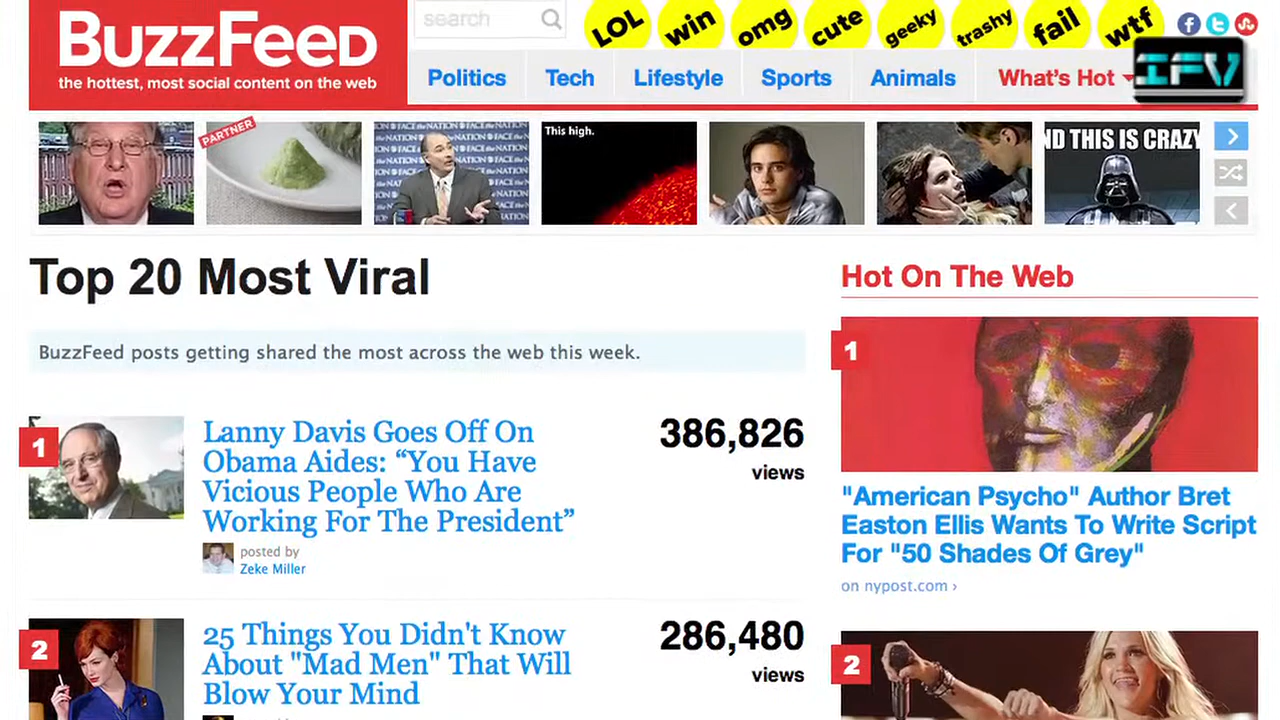 BuzzFeed
the hottest, most social content on the web
search
LOL
win
omg
cute
geeky
trashy
fail
wtf
Politics
Tech
Lifestyle
Sports
Animals
What's Hot
IFV
PARTNER
FACE the NATION
This high.
ND THIS IS CRAZY
Top 20 Most Viral
BuzzFeed posts getting shared the most across the web this week.
1
Lanny Davis Goes Off On
Obama Aides: “You Have
Vicious People Who Are
Working For The President”
posted by
Zeke Miller
386,826
views
2
25 Things You Didn't Know
About "Mad Men" That Will
Blow Your Mind
286,480
views
Hot On The Web
1
"American Psycho" Author Bret
Easton Ellis Wants To Write Script
For "50 Shades Of Grey"
on nypost.com ›
2